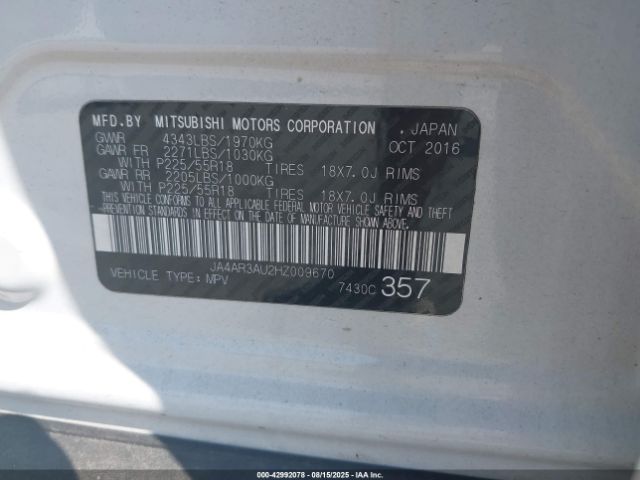 MFD.BY MITSUBISHI MOTORS CORPORATION , JAPAN
GVWR 4343LBS/1970KG OCT 2016
GAWR FR 2271LBS/1030KG
WITH P225/55R18 TIRES 18X7.0J RIMS
GAWR RR 2205LBS/1000KG
WITH P225/55R18 TIRES 18X7.0J RIMS
THIS VEHICLE CONFORMS TO ALL APPLICABLE FEDERAL MOTOR VEHICLE SAFETY AND THEFT
PREVENTION STANDARDS IN EFFECT ON THE DATE OF MANUFACTURE SHOWN ABOVE.
JA4AR3AU2HZ009670
VEHICLE TYPE: MPV 7430C 357
000-42992078 - 08/15/2025 - IAA